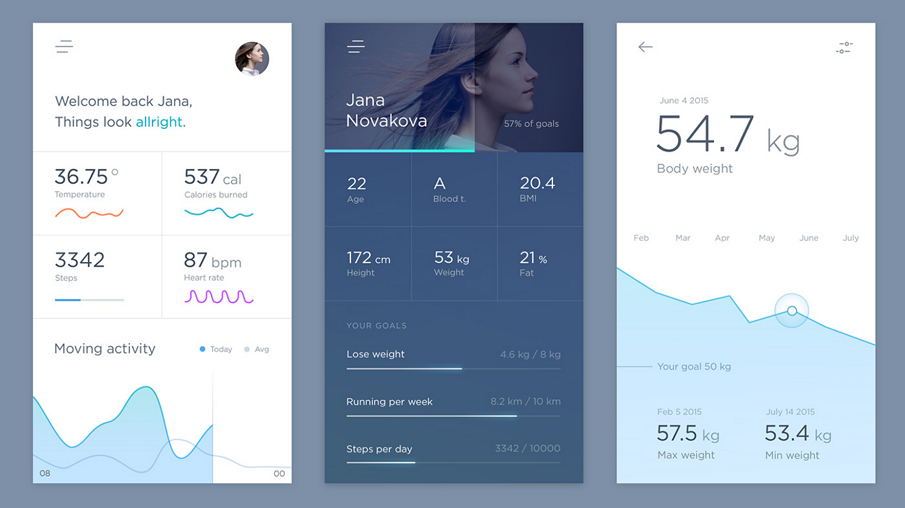 Welcome back Jana,
Things look allright.
36.75°
Temperature
537 cal
Calories burned
3342
Steps
87 bpm
Heart rate
Moving activity
Today
Avg
08
00
Jana
Novakova
57% of goals
22
Age
A
Blood t.
20.4
BMI
172 cm
Height
53 kg
Weight
21 %
Fat
YOUR GOALS
Lose weight
4.6 kg / 8 kg
Running per week
8.2 km / 10 km
Steps per day
3342 / 10000
June 4 2015
54.7 kg
Body weight
Feb Mar Apr May June July
Your goal 50 kg
Feb 5 2015
57.5 kg
Max weight
July 14 2015
53.4 kg
Min weight